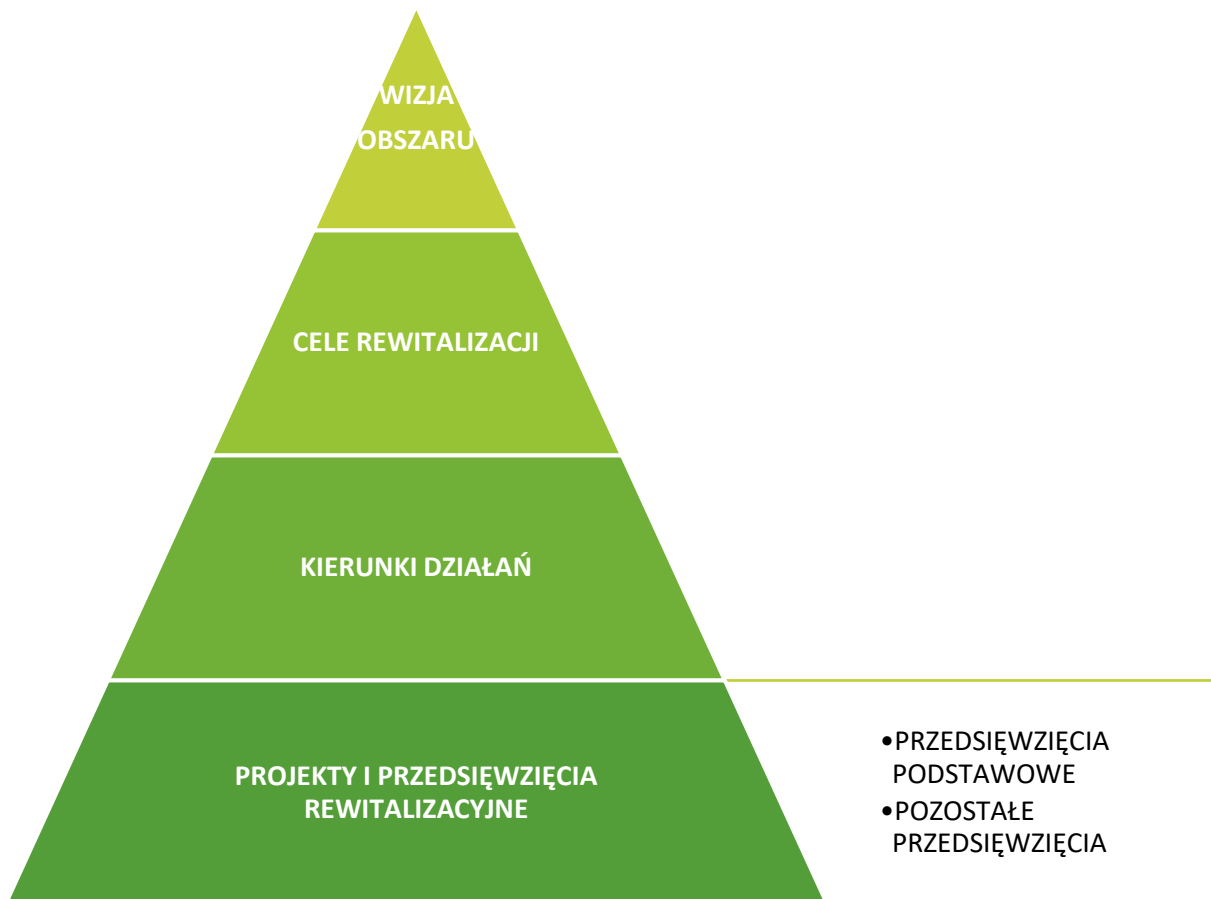 WIZJA
OBSZARU
CELE REWITALIZACJI
KIERUNKI DZIAŁAŃ
PROJEKTY I PRZEDSIĘWZIĘCIA
REWITALIZACYJNE
•PRZEDSIĘWZIĘCIA
PODSTAWOWE
•POZOSTAŁE
PRZEDSIĘWZIĘCIA